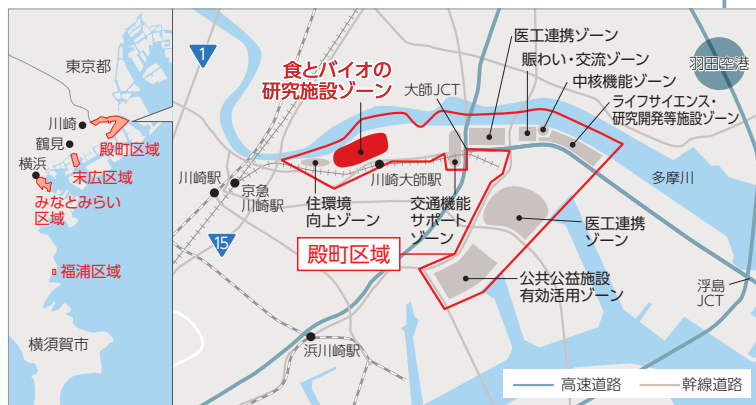 東京都
川崎
鶴見
横浜
殿町区域
末広区域
みなとみらい
区域
福浦区域
横須賀市
1
食とバイオの
研究施設ゾーン
大師JCT
医工連携ゾーン
賑わい・交流ゾーン
中核機能ゾーン
ライフサイエンス・
研究開発等施設ゾーン
羽田空港
多摩川
川崎駅
京急
川崎駅
住環境
向上ゾーン
川崎大師駅
交通機能
サポート
ゾーン
15
殿町区域
医工連携
ゾーン
公共公益施設
有効活用ゾーン
浮島
JCT
浜川崎駅
高速道路
幹線道路